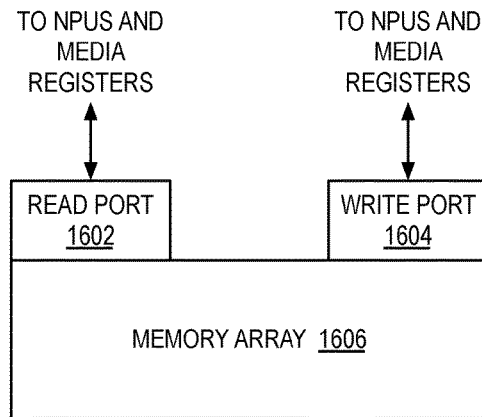 TO NPUS AND
MEDIA
REGISTERS
TO NPUS AND
MEDIA
REGISTERS
READ PORT
1602
WRITE PORT
1604
MEMORY ARRAY 1606